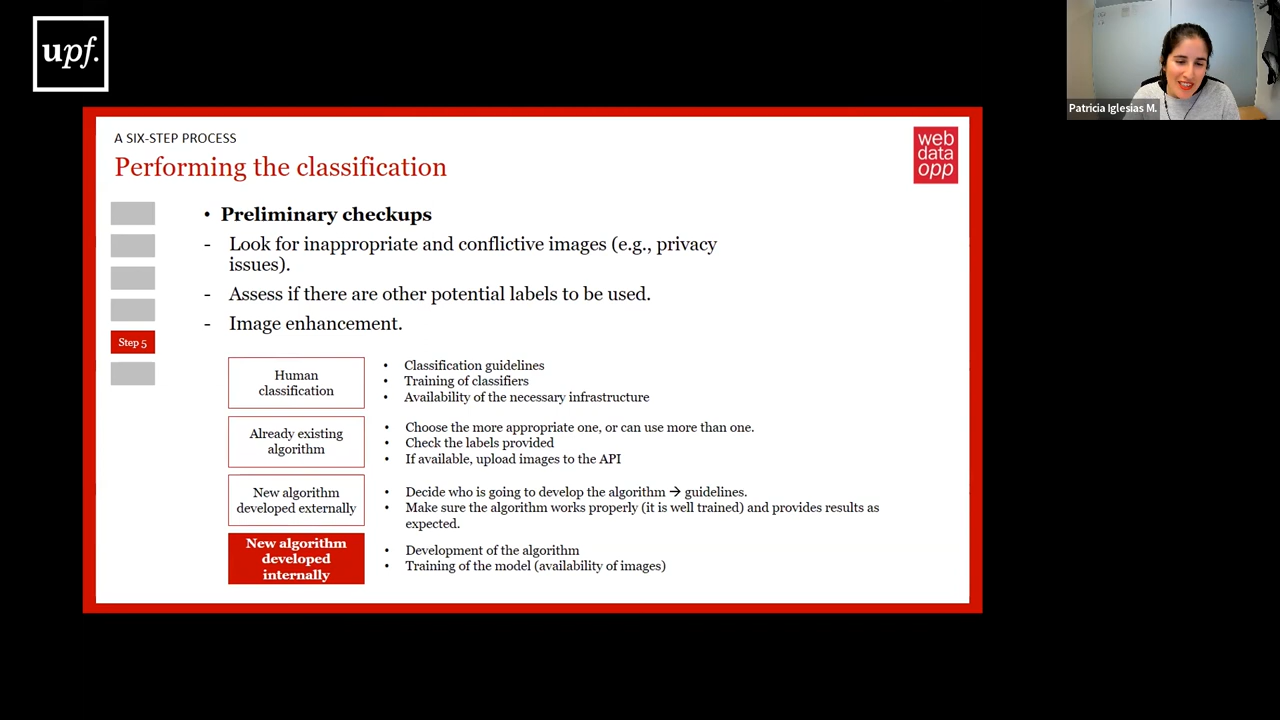 upf.
Patricia Iglesias M.
A SIX-STEP PROCESS
Performing the classification
web
data
opp
• Preliminary checkups
- Look for inappropriate and conflictive images (e.g., privacy
issues).
- Assess if there are other potential labels to be used.
- Image enhancement.
Step 5
Human
classification
• Classification guidelines
• Training of classifiers
• Availability of the necessary infrastructure
Already existing
algorithm
• Choose the more appropriate one, or can use more than one.
• Check the labels provided
• If available, upload images to the API
New algorithm
developed externally
• Decide who is going to develop the algorithm → guidelines.
• Make sure the algorithm works properly (it is well trained) and provides results as
expected.
New algorithm
developed
internally
• Development of the algorithm
• Training of the model (availability of images)